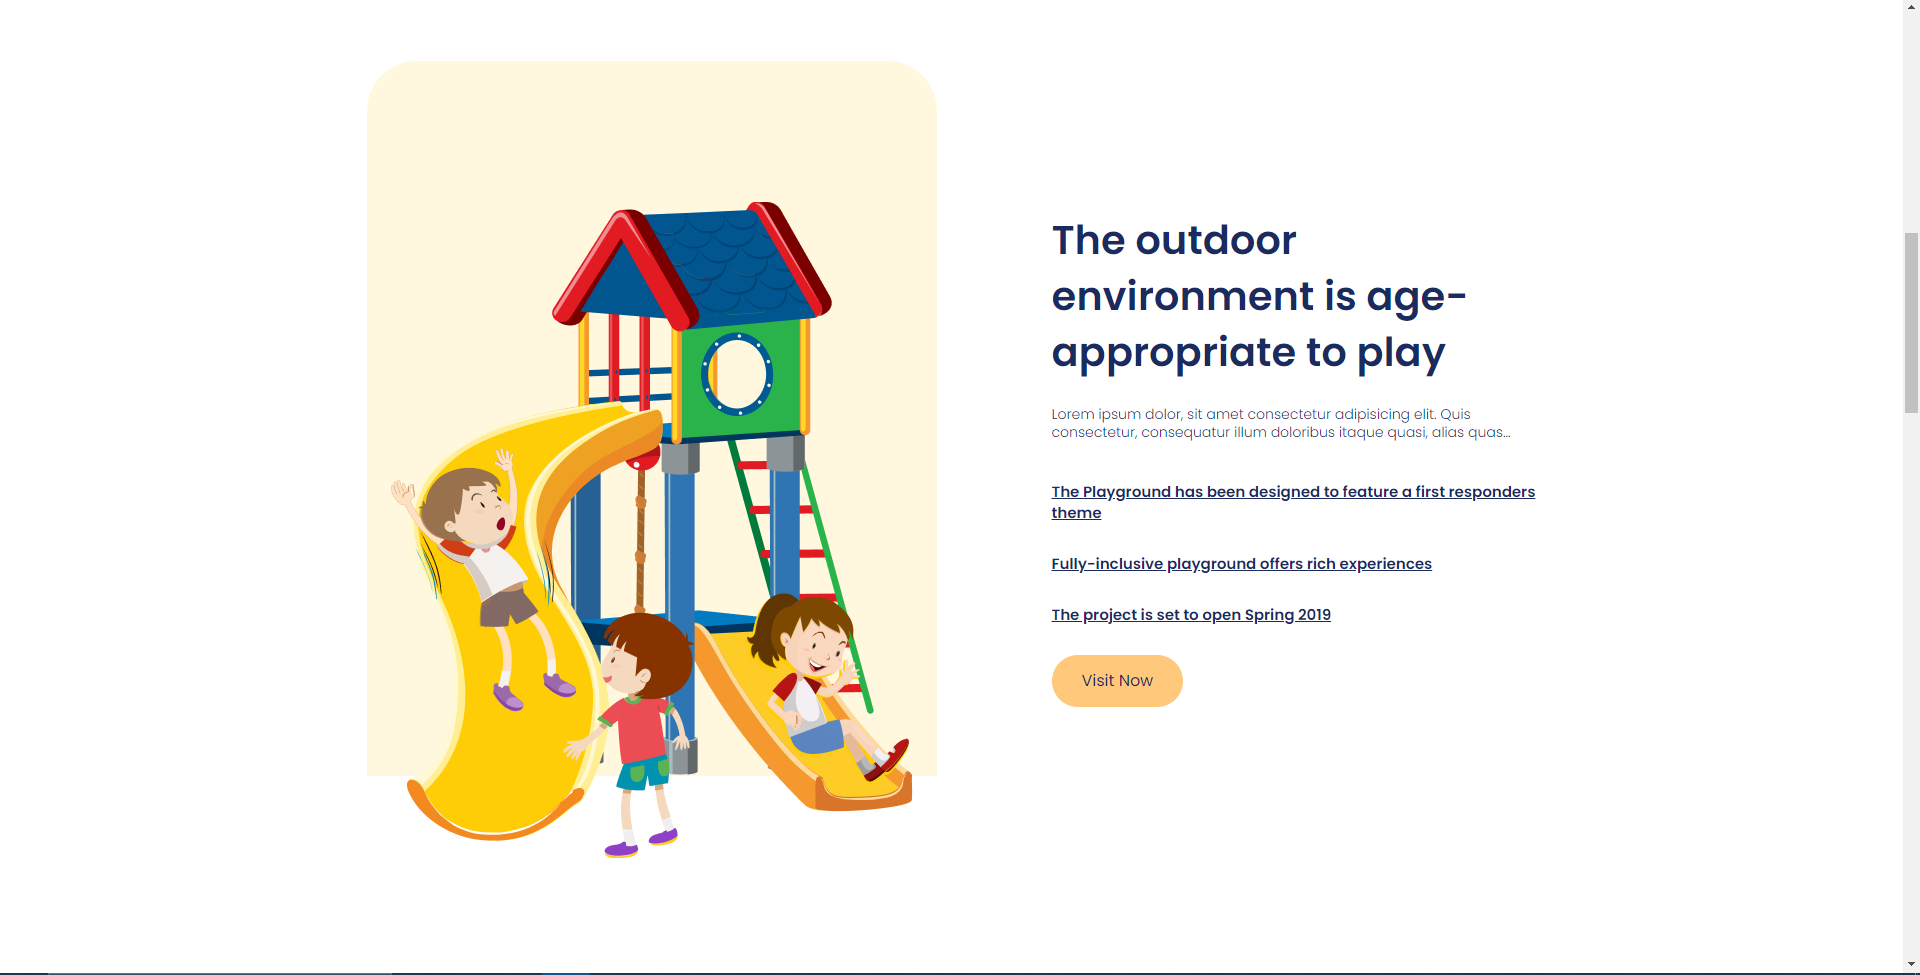 The outdoor
environment is age-
appropriate to play
Lorem ipsum dolor, sit amet consectetur adipisicing elit. Quis
consectetur, consequatur illum doloribus itaque quasi, alias quas...
The Playground has been designed to feature a first responders
theme
Fully-inclusive playground offers rich experiences
The project is set to open Spring 2019
Visit Now